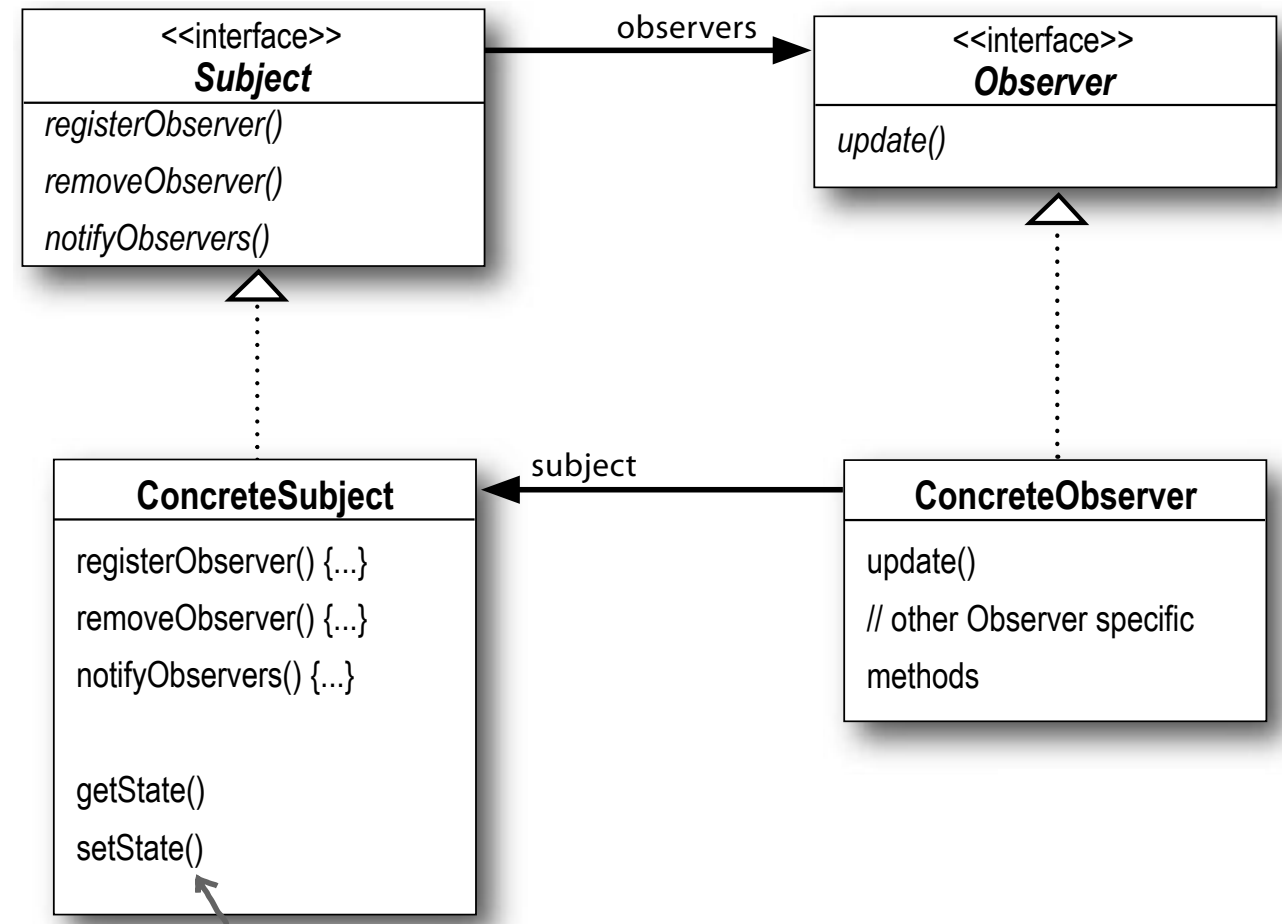 <<interface>>
Subject
registerObserver()
removeObserver()
notifyObservers()
observers
<<interface>>
Observer
update()
subject
ConcreteSubject
registerObserver() {...}
removeObserver() {...}
notifyObservers() {...}
getState()
setState()
ConcreteObserver
update()
// other Observer specific
methods